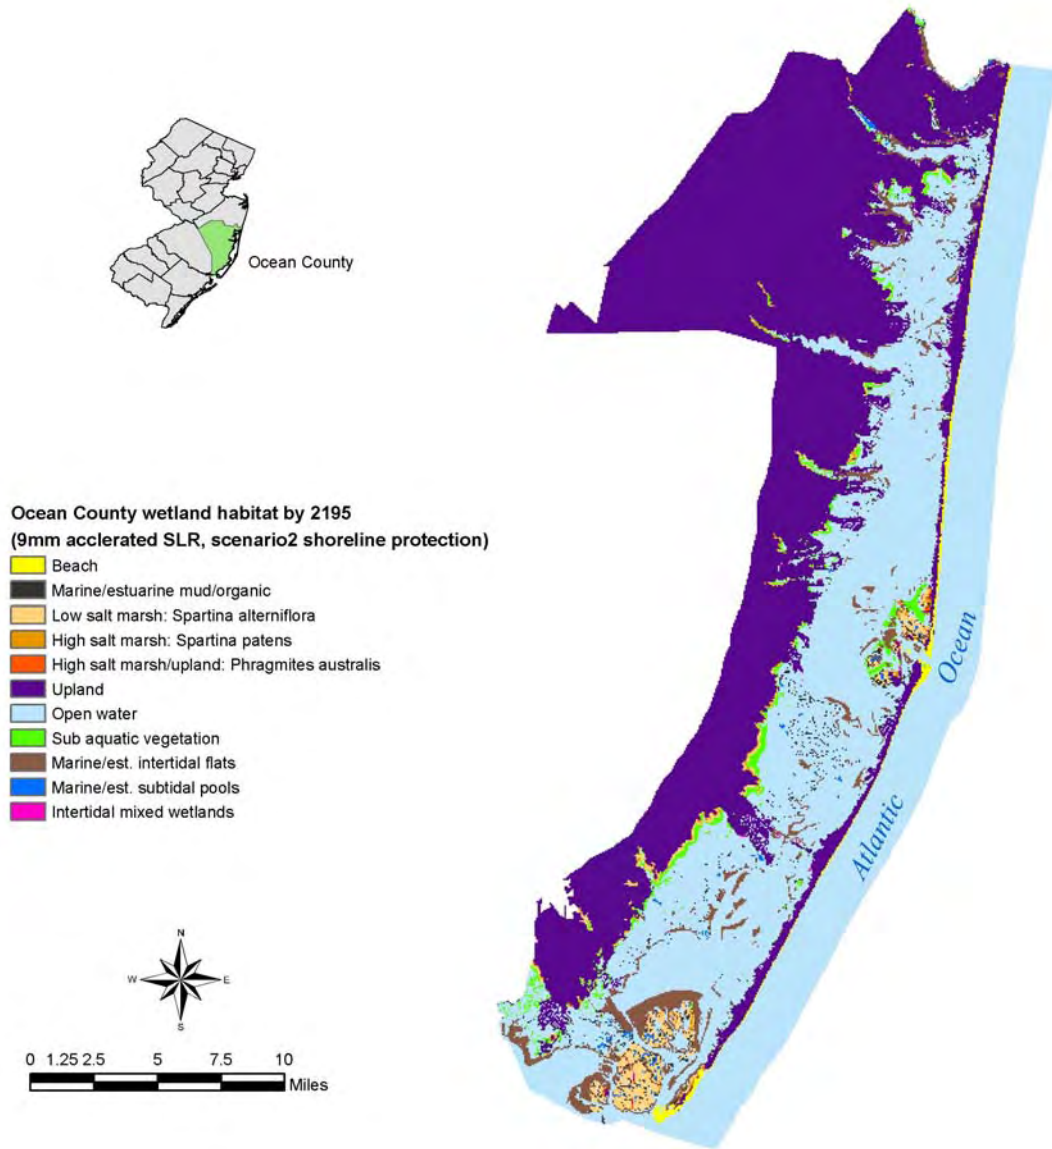 Ocean County
Ocean County wetland habitat by 2195
(9mm acclerated SLR, scenario2 shoreline protection)
Beach
Marine/estuarine mud/organic
Low salt marsh: Spartina alterniflora
High salt marsh: Spartina patens
High salt marsh/upland: Phragmites australis
Upland
Open water
Sub aquatic vegetation
Marine/est. intertidal flats
Marine/est. subtidal pools
Intertidal mixed wetlands
Atlantic Ocean
N
W E
S
0 1.25 2.5 5 7.5 10
Miles